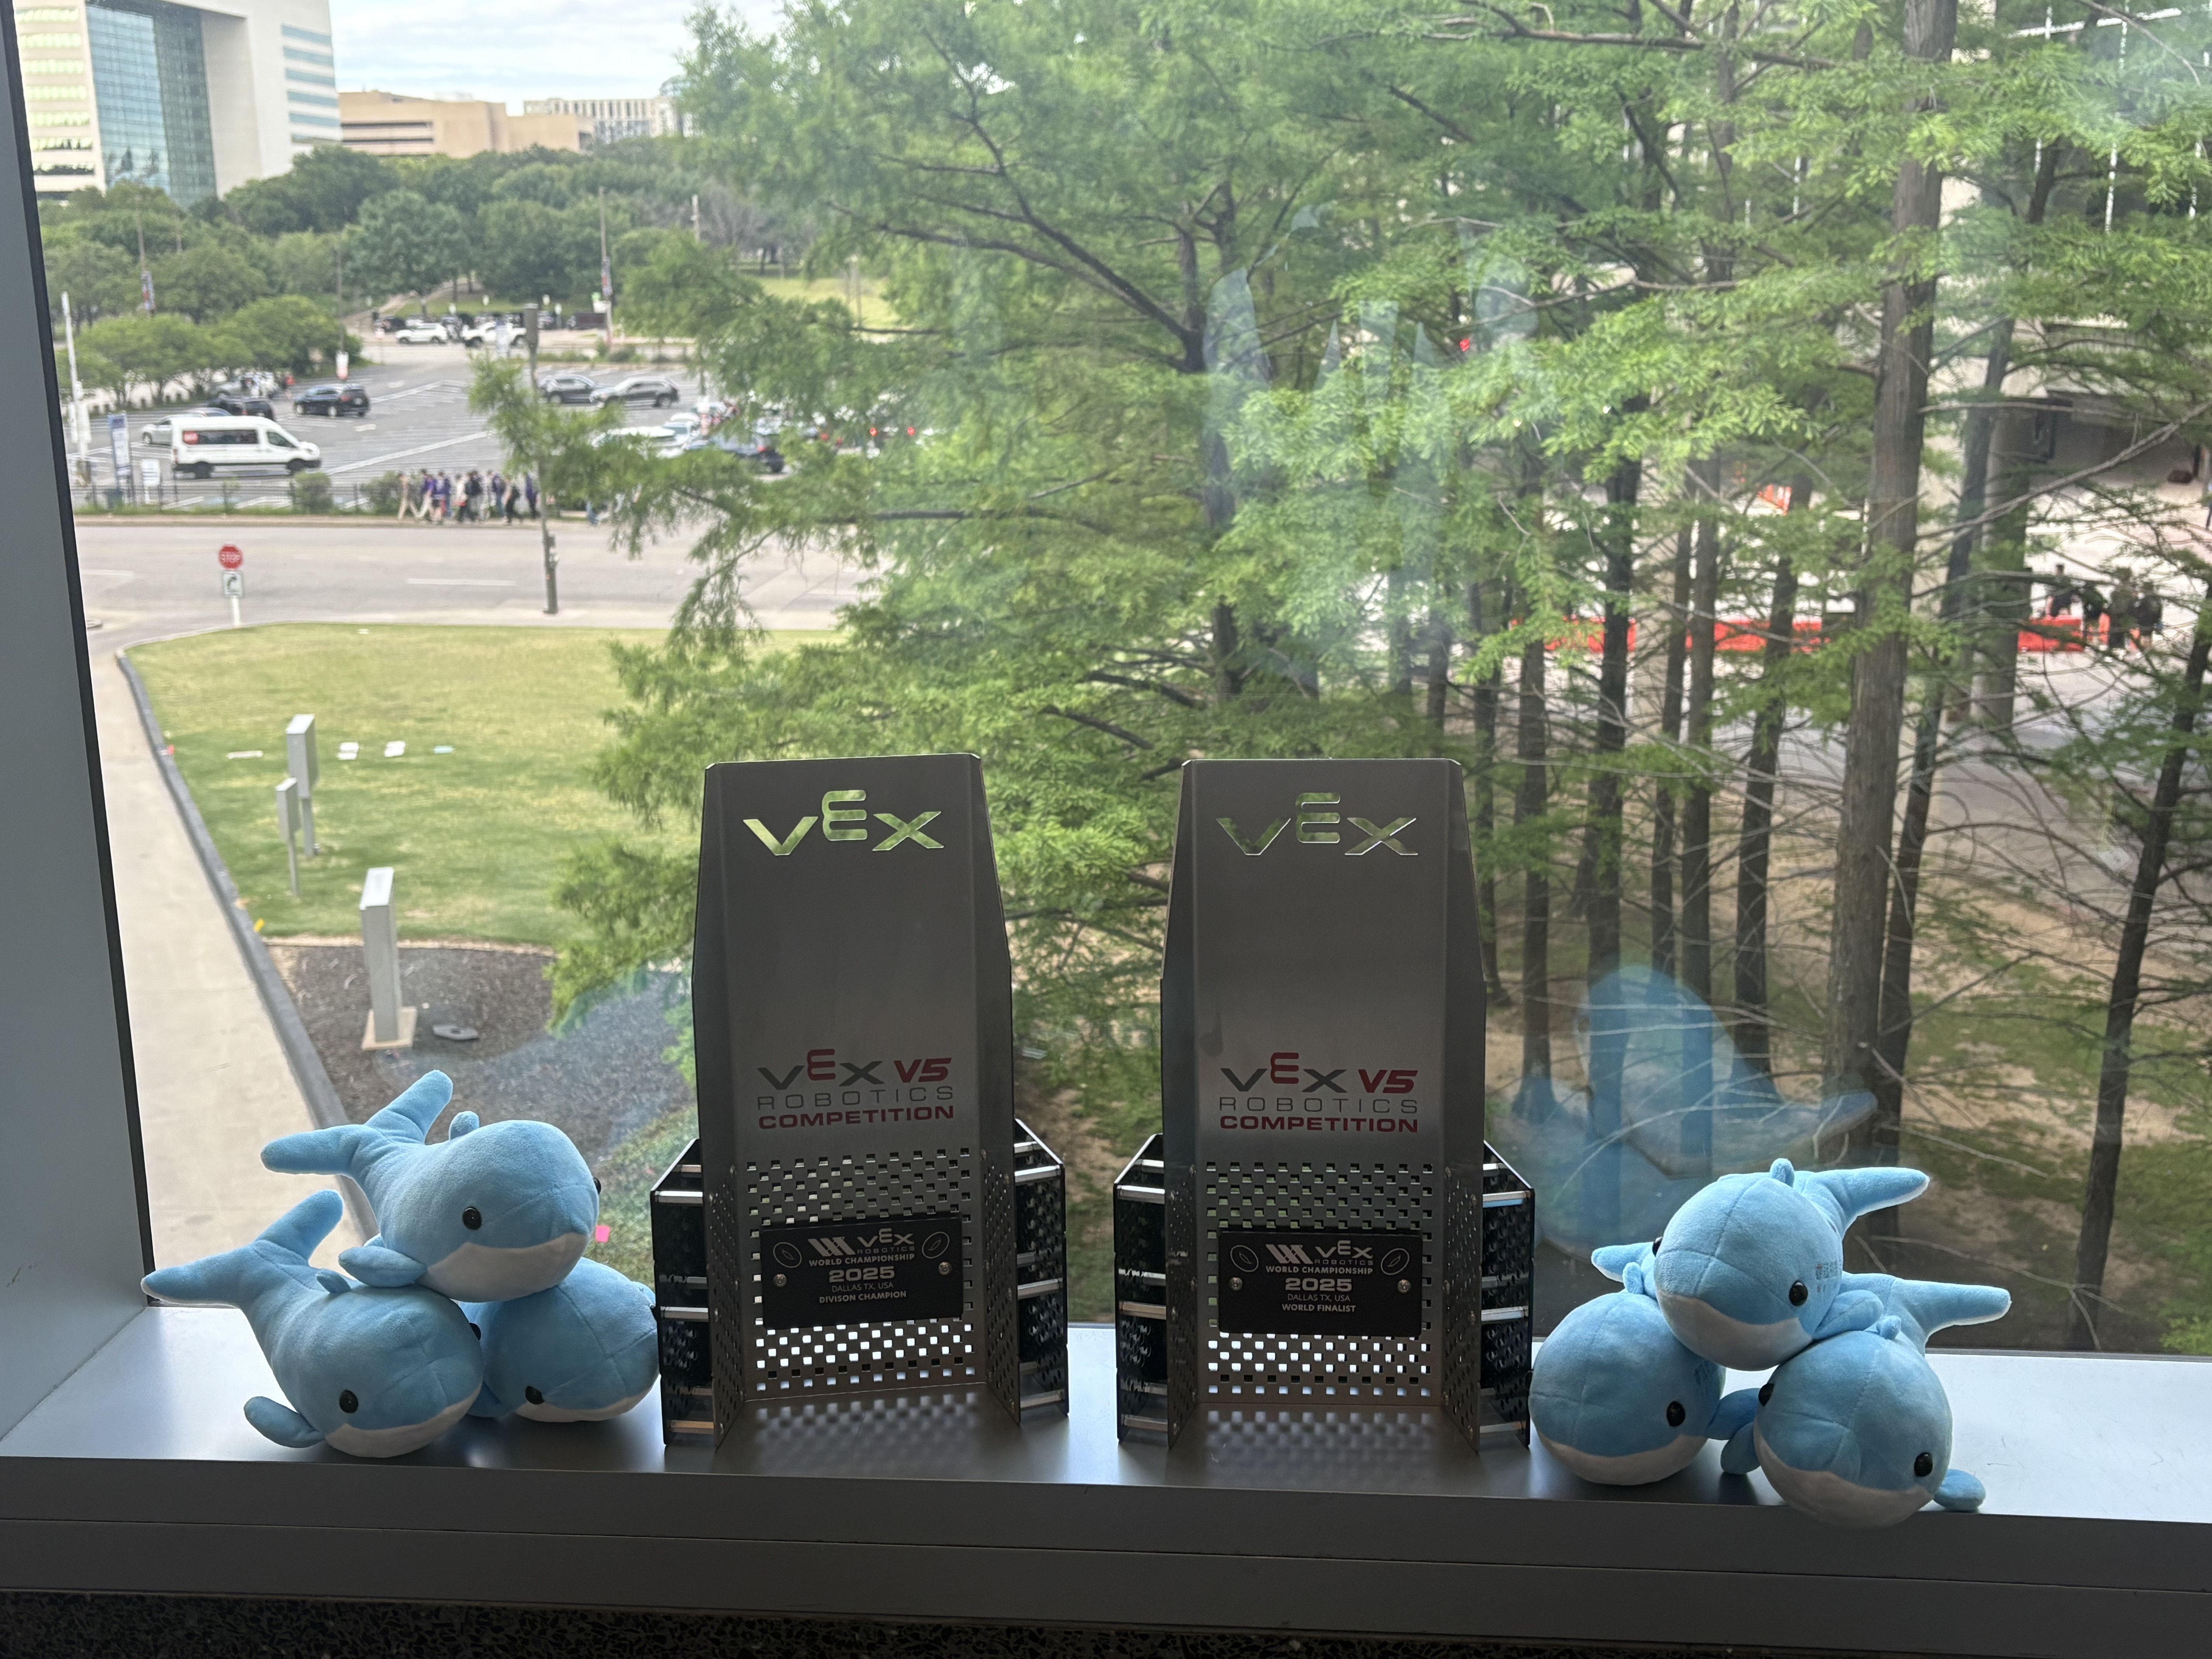 STOP
VEX
VEX V5
ROBOTICS
COMPETITION
VEX
ROBOTICS
WORLD CHAMPIONSHIP
2025
DALLAS TX, USA
DIVISON CHAMPION
VEX
VEX V5
ROBOTICS
COMPETITION
VEX
ROBOTICS
WORLD CHAMPIONSHIP
2025
DALLAS TX, USA
WORLD FINALIST